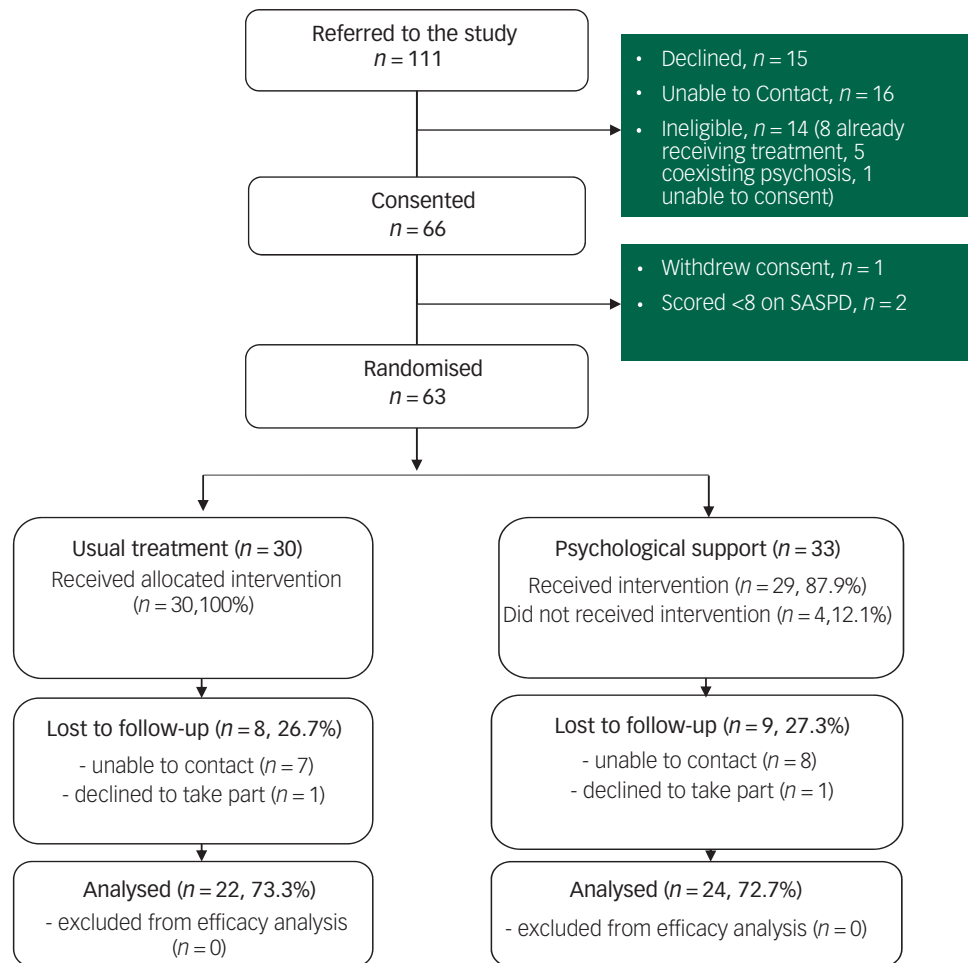 Referred to the study
n = 111
• Declined, n = 15
• Unable to Contact, n = 16
• Ineligible, n = 14 (8 already
receiving treatment, 5
coexisting psychosis, 1
unable to consent)
Consented
n = 66
• Withdrew consent, n = 1
• Scored <8 on SASPD, n = 2
Randomised
n = 63
Usual treatment (n = 30)
Received allocated intervention
(n = 30,100%)
Psychological support (n = 33)
Received intervention (n = 29, 87.9%)
Did not received intervention (n = 4,12.1%)
Lost to follow-up (n = 8, 26.7%)
- unable to contact (n = 7)
- declined to take part (n = 1)
Lost to follow-up (n = 9, 27.3%)
- unable to contact (n = 8)
- declined to take part (n = 1)
Analysed (n = 22, 73.3%)
- excluded from efficacy analysis
(n = 0)
Analysed (n = 24, 72.7%)
- excluded from efficacy analysis (n = 0)